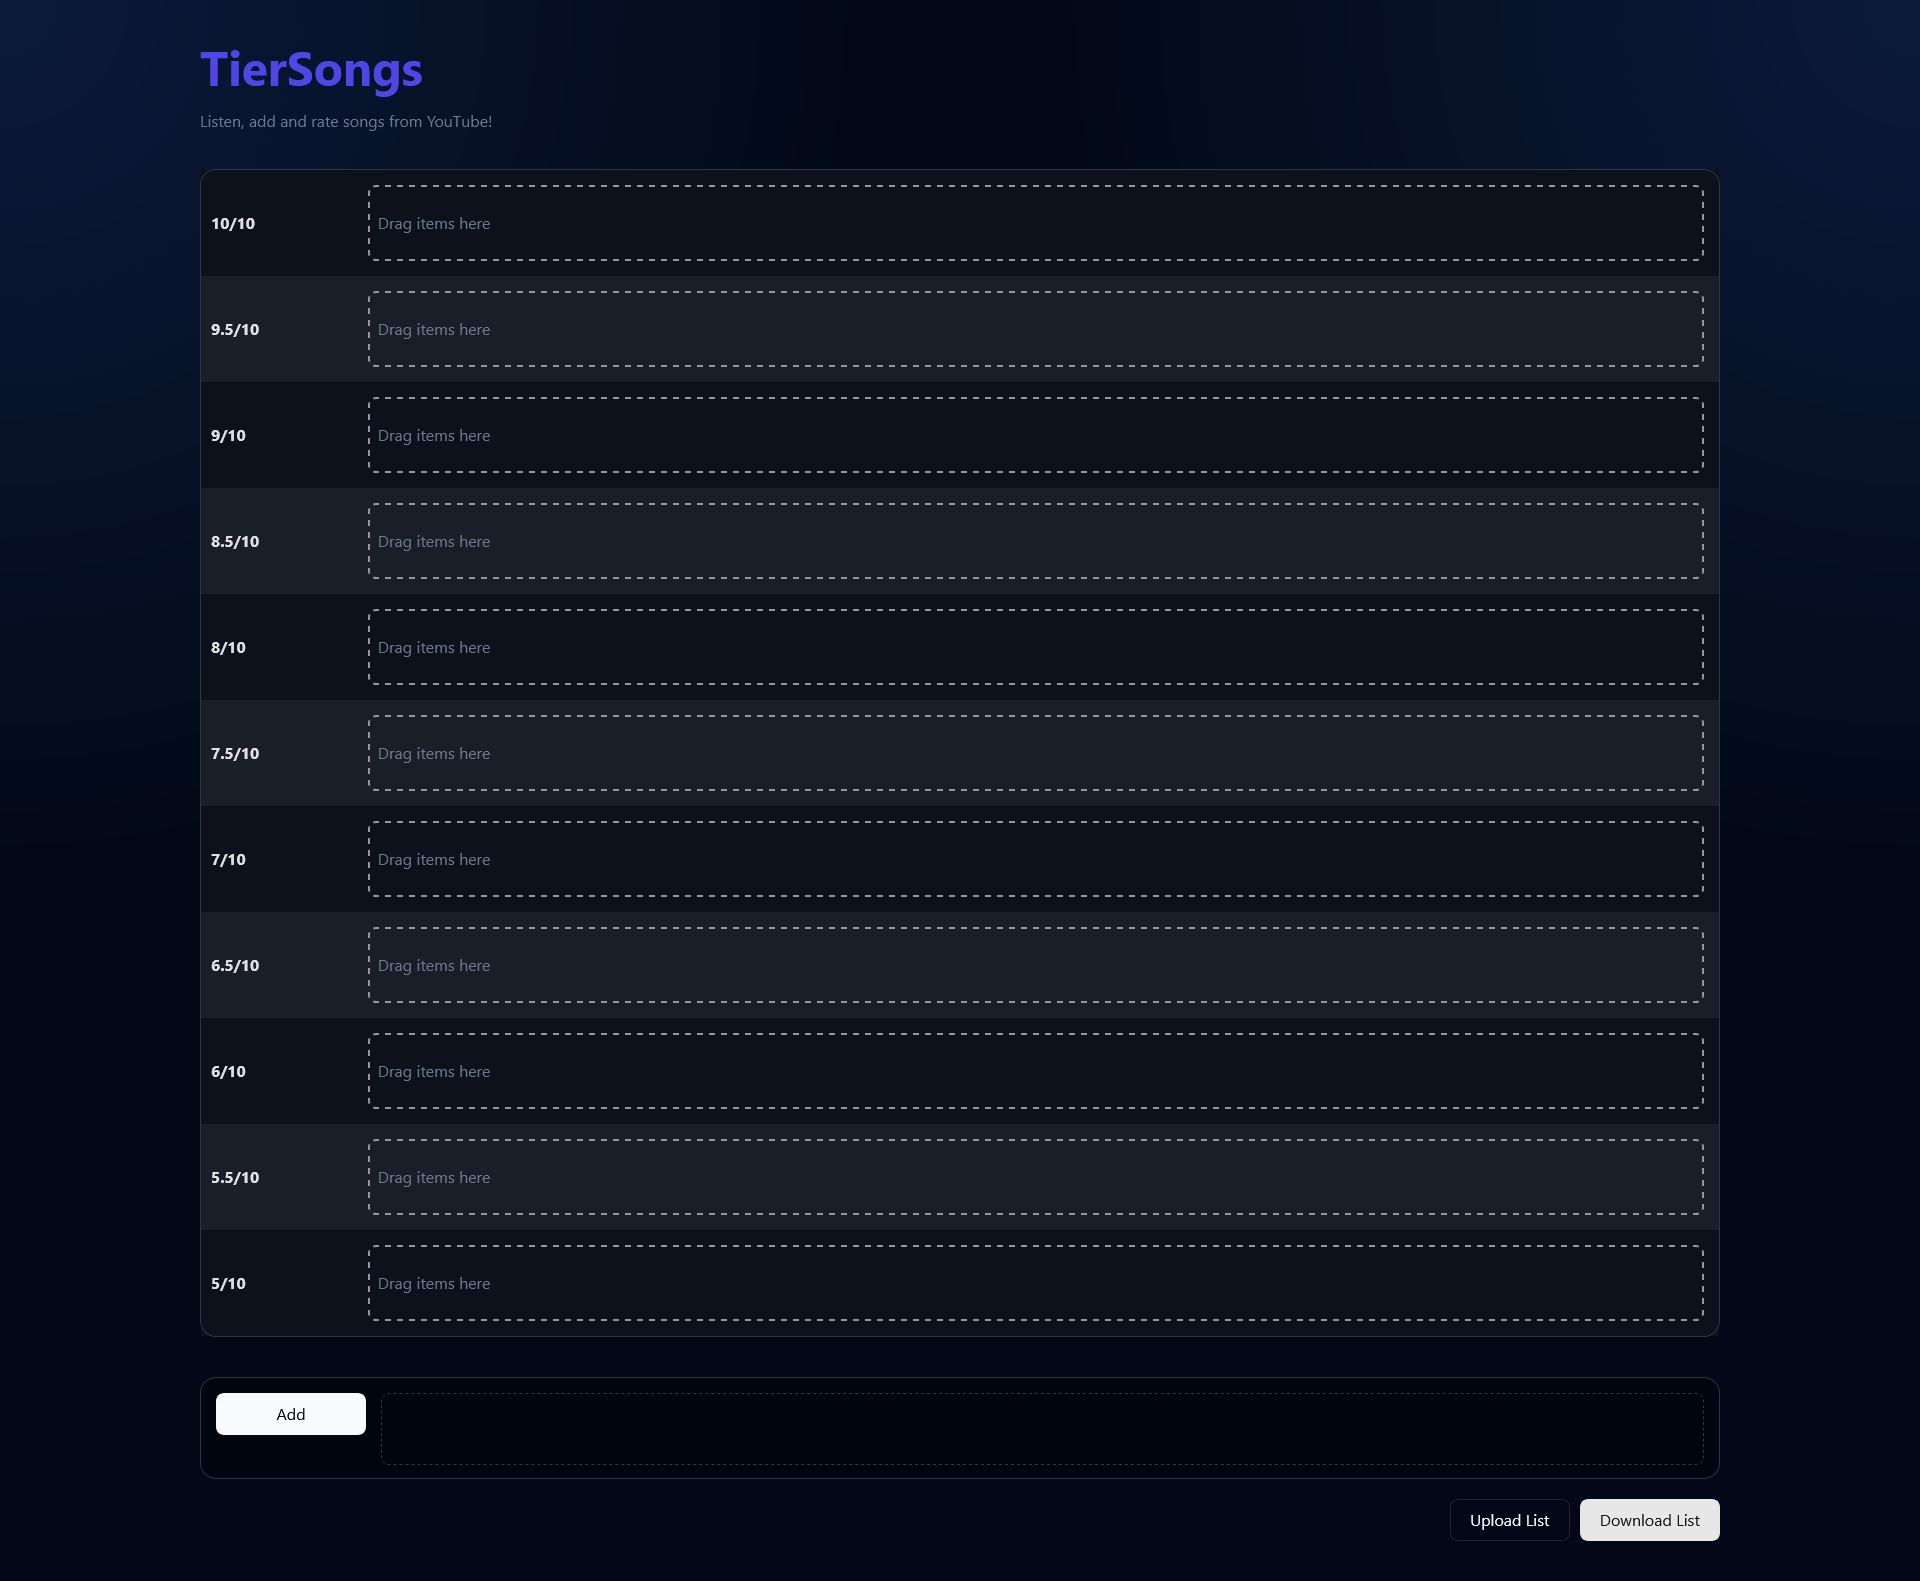 TierSongs
Listen, add and rate songs from YouTube!
10/10
Drag items here
9.5/10
Drag items here
9/10
Drag items here
8.5/10
Drag items here
8/10
Drag items here
7.5/10
Drag items here
7/10
Drag items here
6.5/10
Drag items here
6/10
Drag items here
5.5/10
Drag items here
5/10
Drag items here
Add
Upload List
Download List